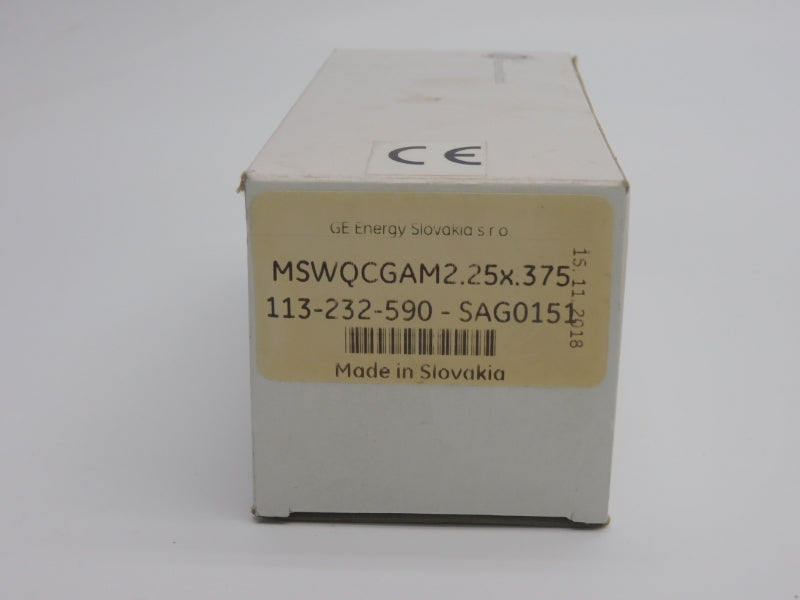 CE
GE Energy Slovakia s.r.o.
MSWQCGAM2.25x.375
113-232-590 - SAG0151
Made in Slovakia
15.11.2018